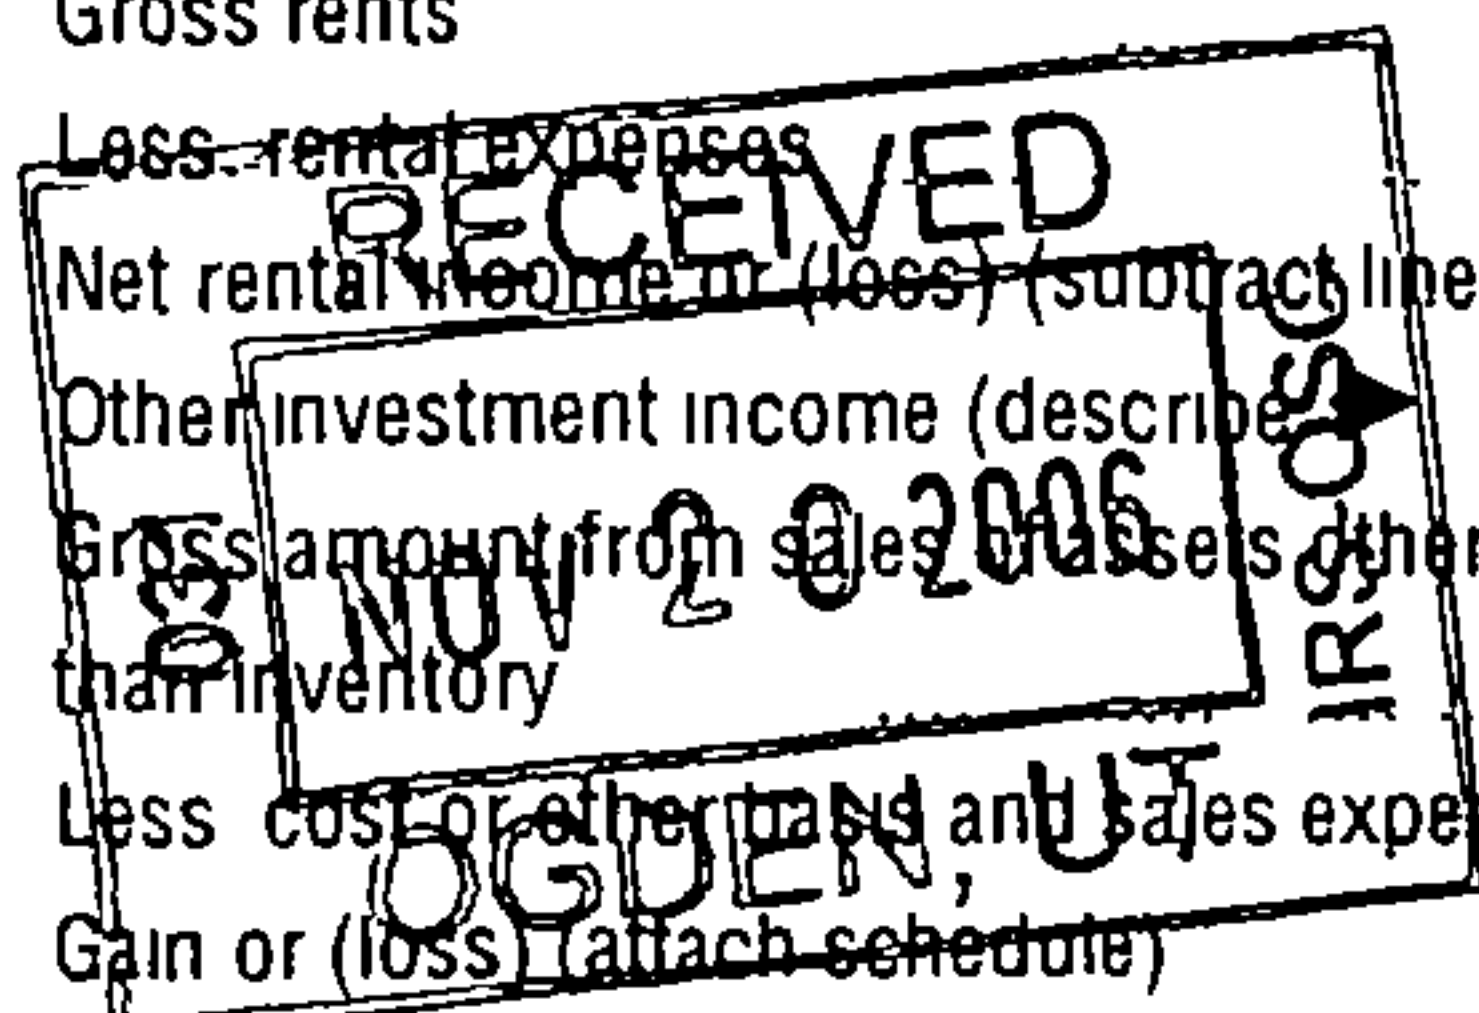 Gross rents
Less. rental expenses
Net rental income or (loss) (subtract line
Other investment income (describe
Gross amount from sales of assets other
than inventory
Less cost or other basis and sales expe
Gain or (loss) (attach schedule)
RECEIVED
NOV 20 2006
IRS-OSC
OGDEN, UT